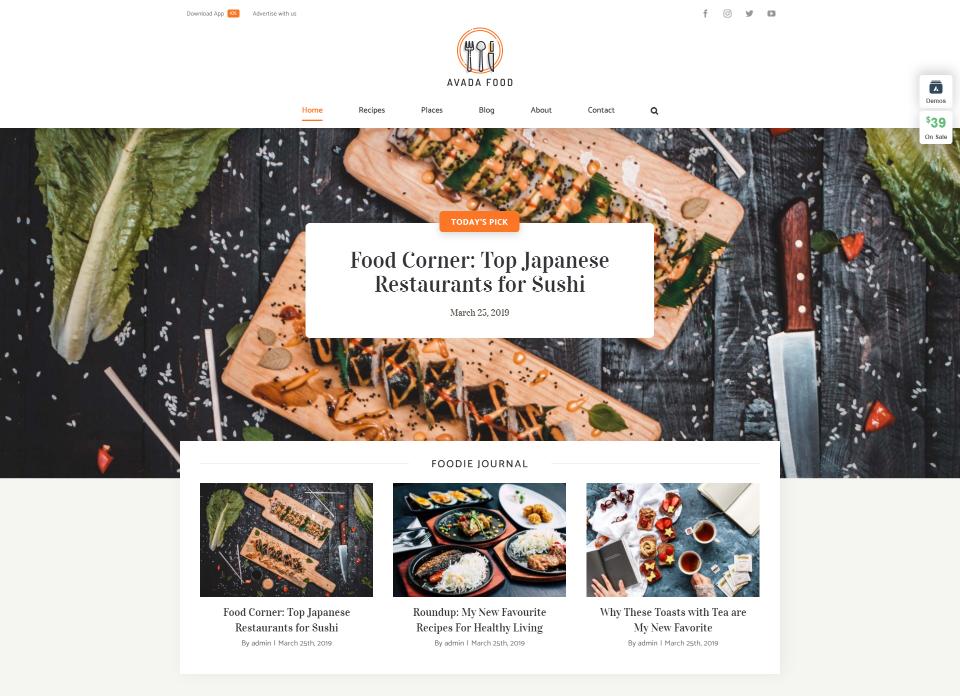 Download App iOS Advertise with us
AVADA FOOD
Home Recipes Places Blog About Contact
Demos
$39
On Sale
TODAY'S PICK
Food Corner: Top Japanese
Restaurants for Sushi
March 25, 2019
FOODIE JOURNAL
Food Corner: Top Japanese
Restaurants for Sushi
By admin | March 25th, 2019
Roundup: My New Favourite
Recipes For Healthy Living
By admin | March 25th, 2019
Why These Toasts with Tea are
My New Favorite
By admin | March 25th, 2019